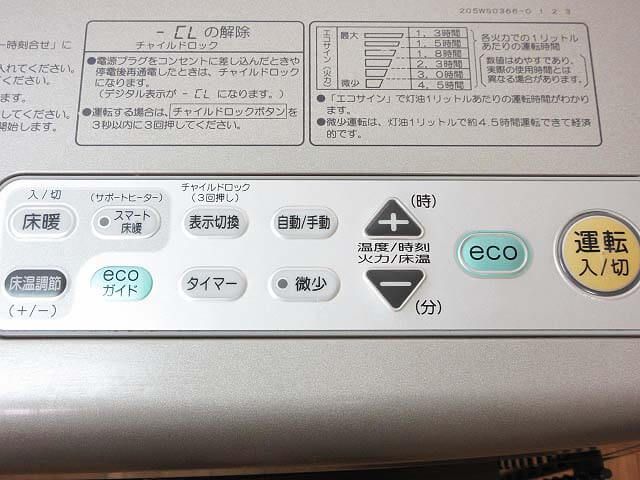 205WS0366-0 1 2 3
－時刻合せ」に
入れてください。
ください。
ます。
してください。
開始します。
- CL の解除
チャイルドロック
●電源プラグをコンセントに差し込んだときや
停電後再通電したときは、チャイルドロック
になります。
(デジタル表示が - CL になります。)
●運転する場合は、チャイルドロックボタンを
3秒以内に3回押してください。
エコサイン(火力)
最大 1.3時間
1.5時間
1.8時間
2.3時間
3.0時間
微少 4.5時間
各火力での1リットル
あたりの運転時間
数値はめやすであり、
実際の使用時間とは
異なる場合があります。
●「エコサイン」で灯油1リットルあたりの運転時間がわかり
ます。
●微少運転は、灯油1リットルで約4.5時間運転できて経済
的です。
入/切
床暖
(サポートヒーター)
スマート
床暖
チャイルドロック
(3回押し)
表示切換
自動/手動
＋
(時)
温度/時刻
火力/床温
－
(分)
eco
運転
入/切
床温調節
(+/−)
eco
ガイド
タイマー
微少